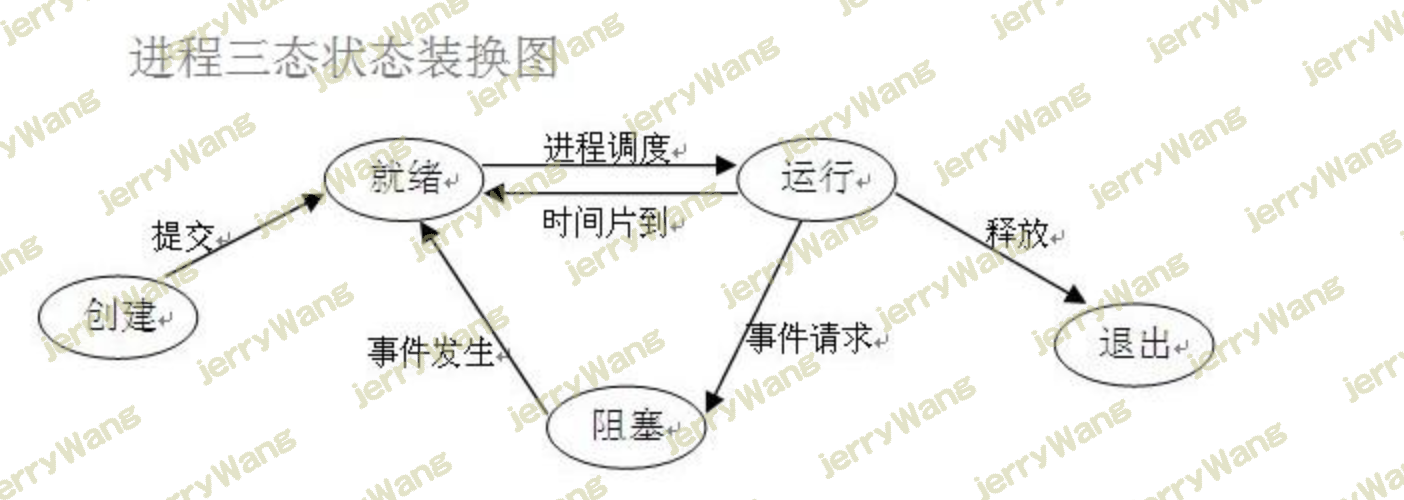 进程三态状态装换图
进程调度
就绪
运行
时间片到
提交
释放
创建
事件发生
事件请求
退出
阻塞
jerryWang